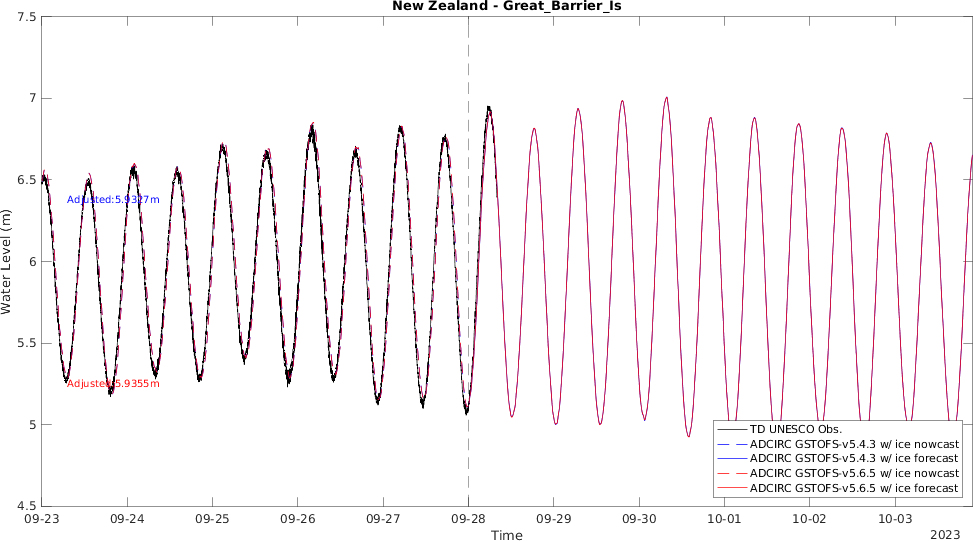 New Zealand - Great_Barrier_Is
7.5
7
6.5
6
5.5
5
4.5
Water Level (m)
Adjusted:5.9327m
Adjusted:5.9355m
TD UNESCO Obs.
ADCIRC GSTOFS-v5.4.3 w/ ice nowcast
ADCIRC GSTOFS-v5.4.3 w/ ice forecast
ADCIRC GSTOFS-v5.6.5 w/ ice nowcast
ADCIRC GSTOFS-v5.6.5 w/ ice forecast
09-23 09-24 09-25 09-26 09-27 09-28 09-29 09-30 10-01 10-02 10-03
Time
2023